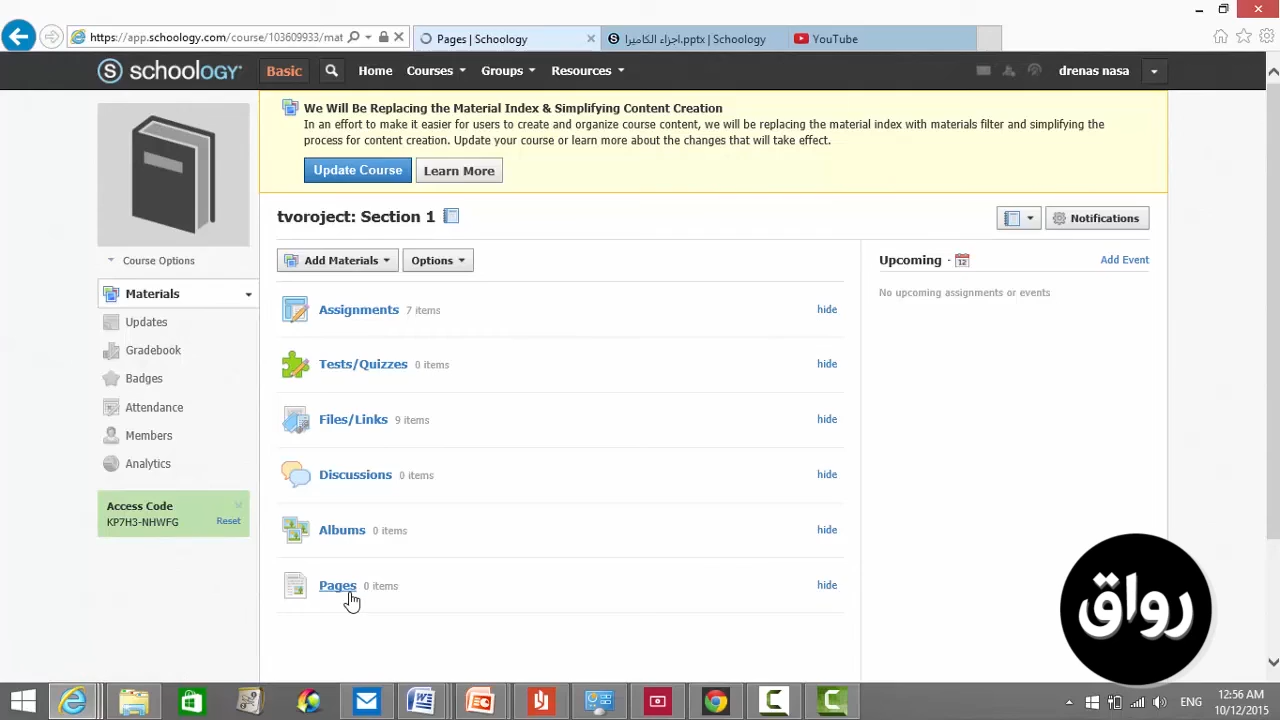 https://app.schoology.com/course/103609933/mat
Pages | Schoology
اجزاء الكاميرا.pptx | Schoology
YouTube
schoology
Basic
Home
Courses
Groups
Resources
drenas nasa
We Will Be Replacing the Material Index & Simplifying Content Creation
In an effort to make it easier for users to create and organize course content, we will be replacing the material index with materials filter and simplifying the
process for content creation. Update your course or learn more about the changes that will take effect.
Update Course
Learn More
tvoroject: Section 1
Notifications
Course Options
Add Materials
Options
Upcoming
Add Event
No upcoming assignments or events
Materials
Updates
Gradebook
Badges
Attendance
Members
Analytics
Access Code
KP7H3-NHWFG
Reset
Assignments 7 items hide
Tests/Quizzes 0 items hide
Files/Links 9 items hide
Discussions 0 items hide
Albums 0 items hide
Pages 0 items hide
رواق
ENG
12:56 AM
10/12/2015